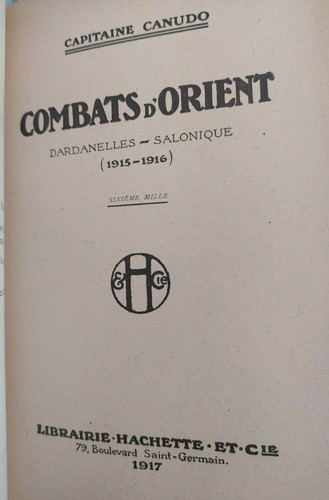 CAPITAINE CANUDO
COMBATS D'ORIENT
DARDANELLES – SALONIQUE
(1915-1916)
SIXIÈME MILLE
& H Cie
LIBRAIRIE·HACHETTE·ET·CIE
79, Boulevard Saint-Germain.
1917